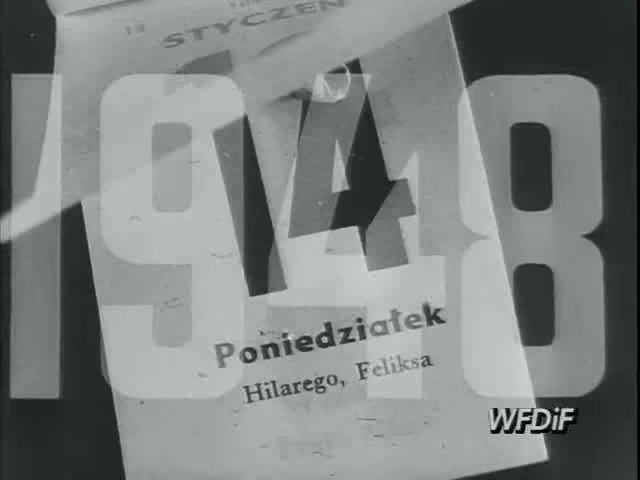 STYCZEŃ
1948
14
Poniedziałek
Hilarego, Feliksa
WFDiF